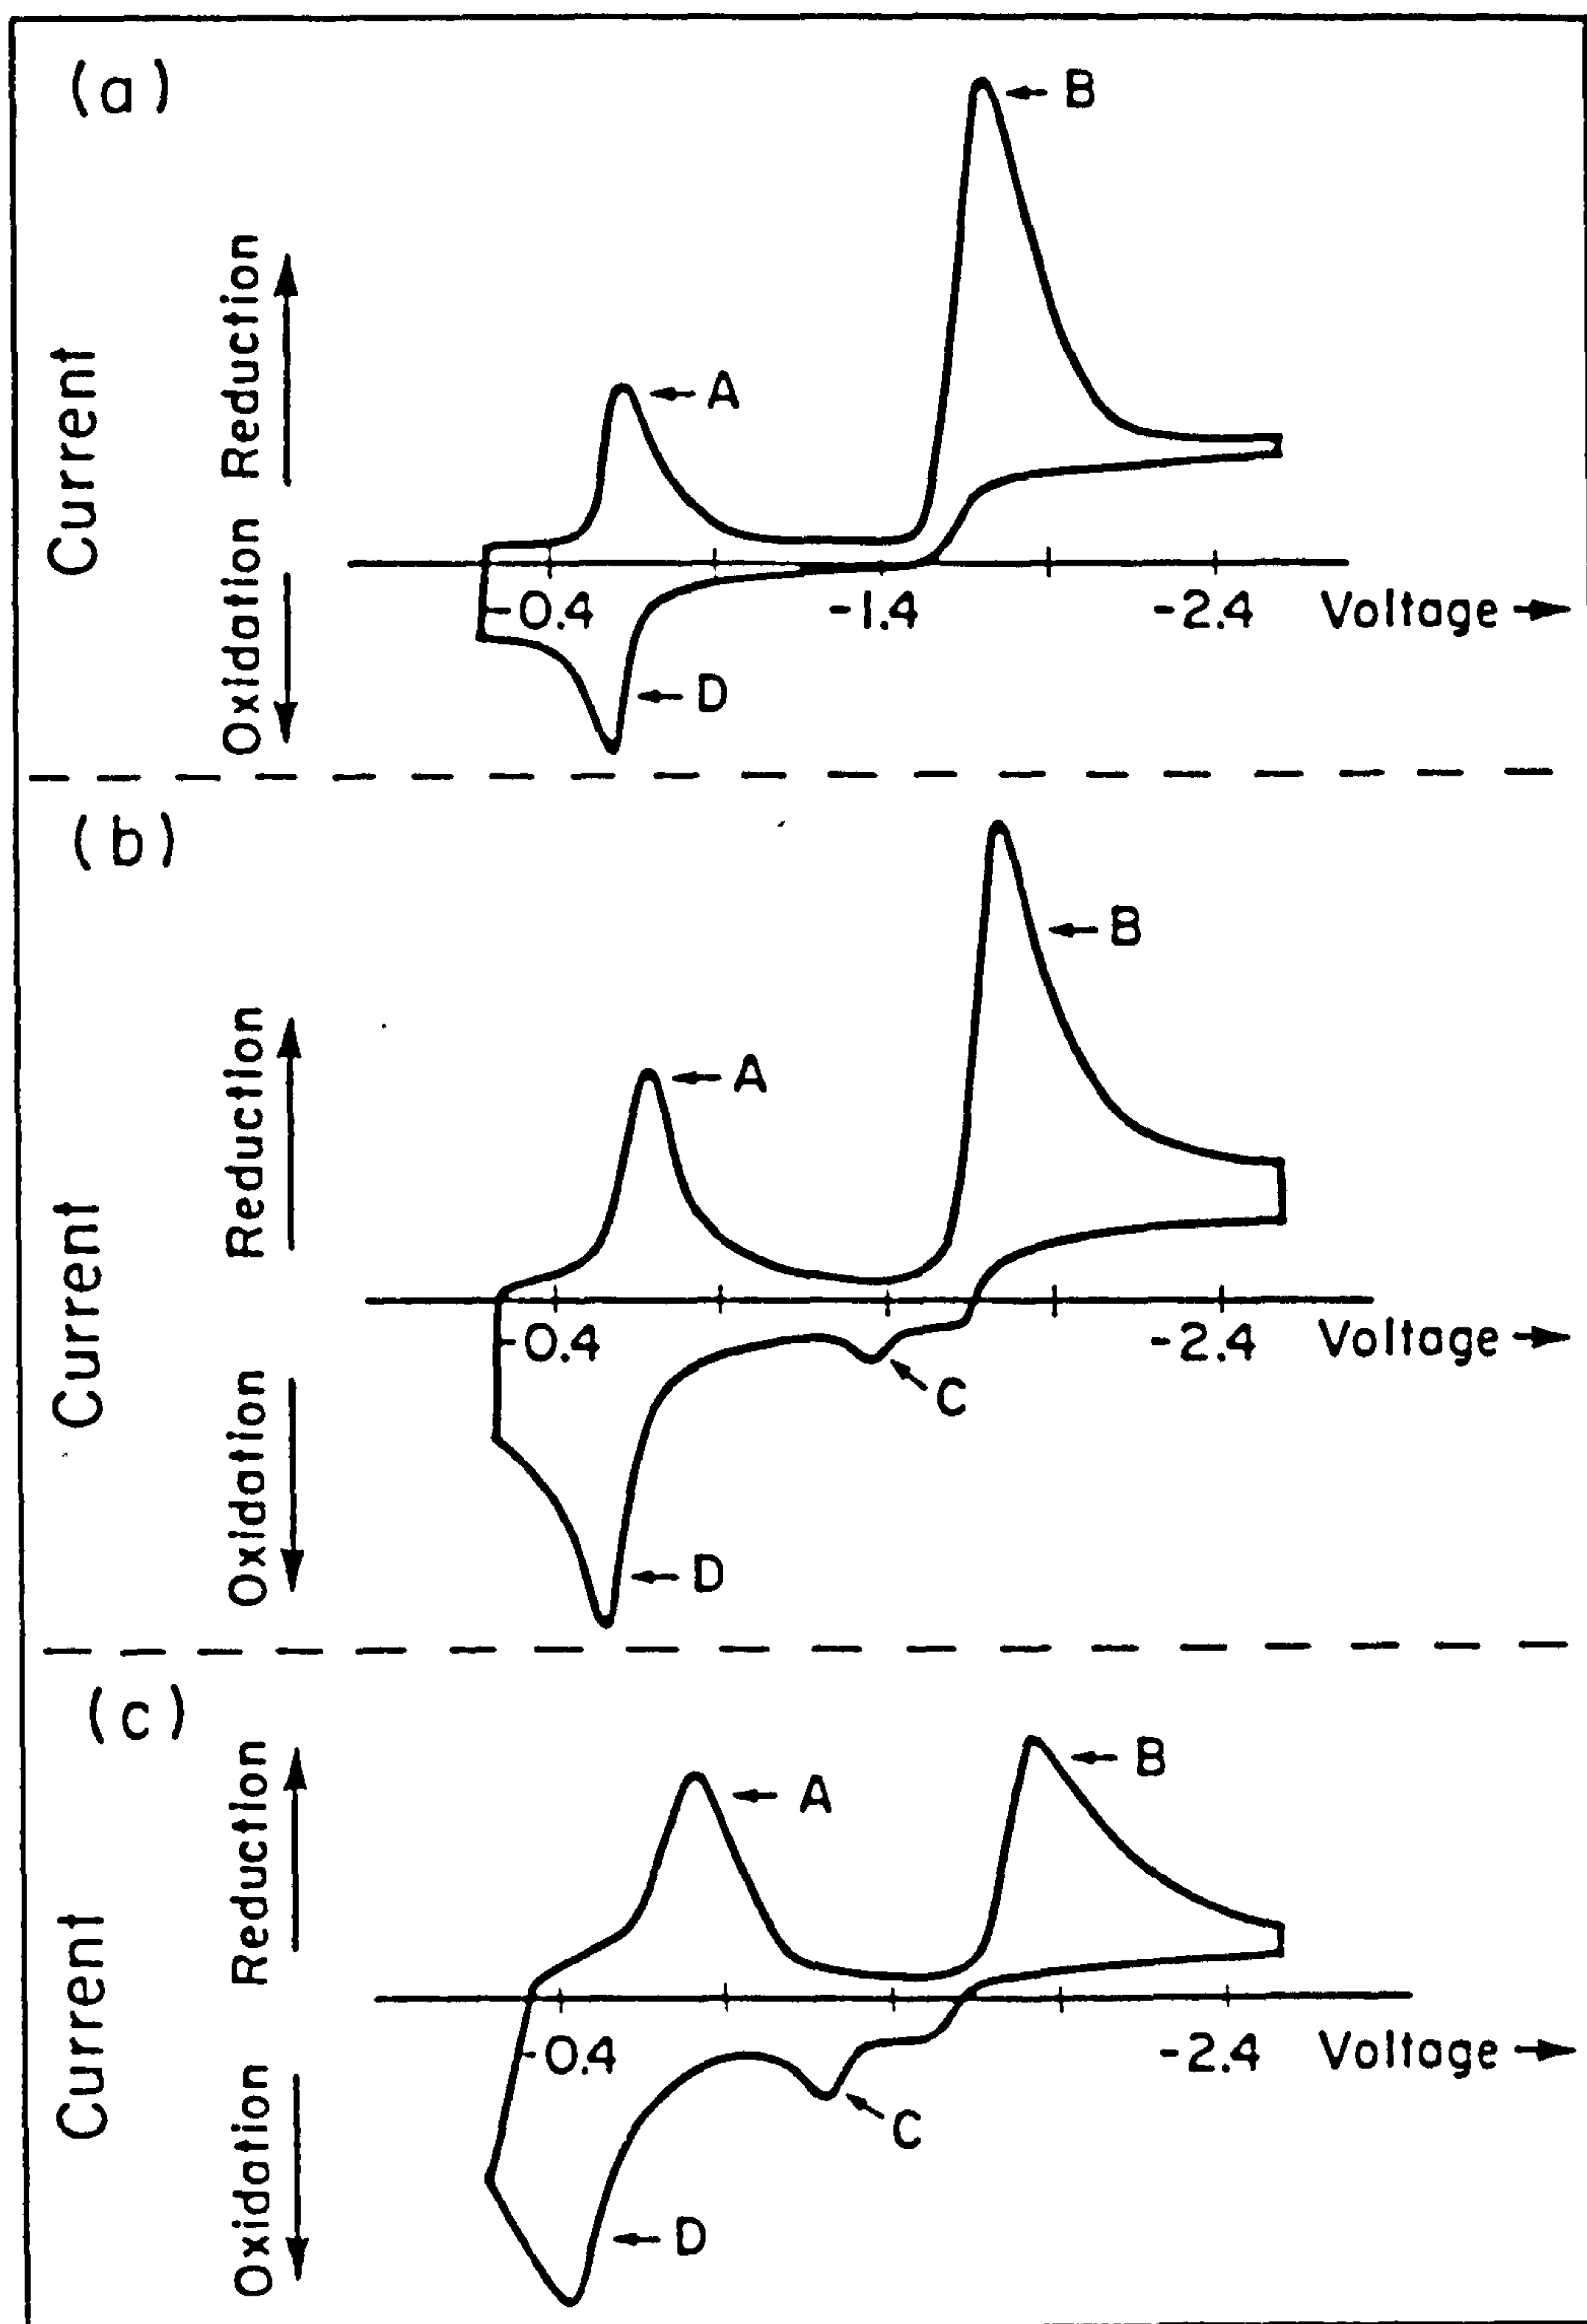 (a)
B
A
Current
Oxidation Reduction
-0.4
-1.4
-2.4
Voltage
D
(b)
B
A
Current
Oxidation Reduction
-0.4
-2.4
Voltage
C
D
(c)
B
A
Current
Oxidation Reduction
-0.4
-2.4
Voltage
C
D